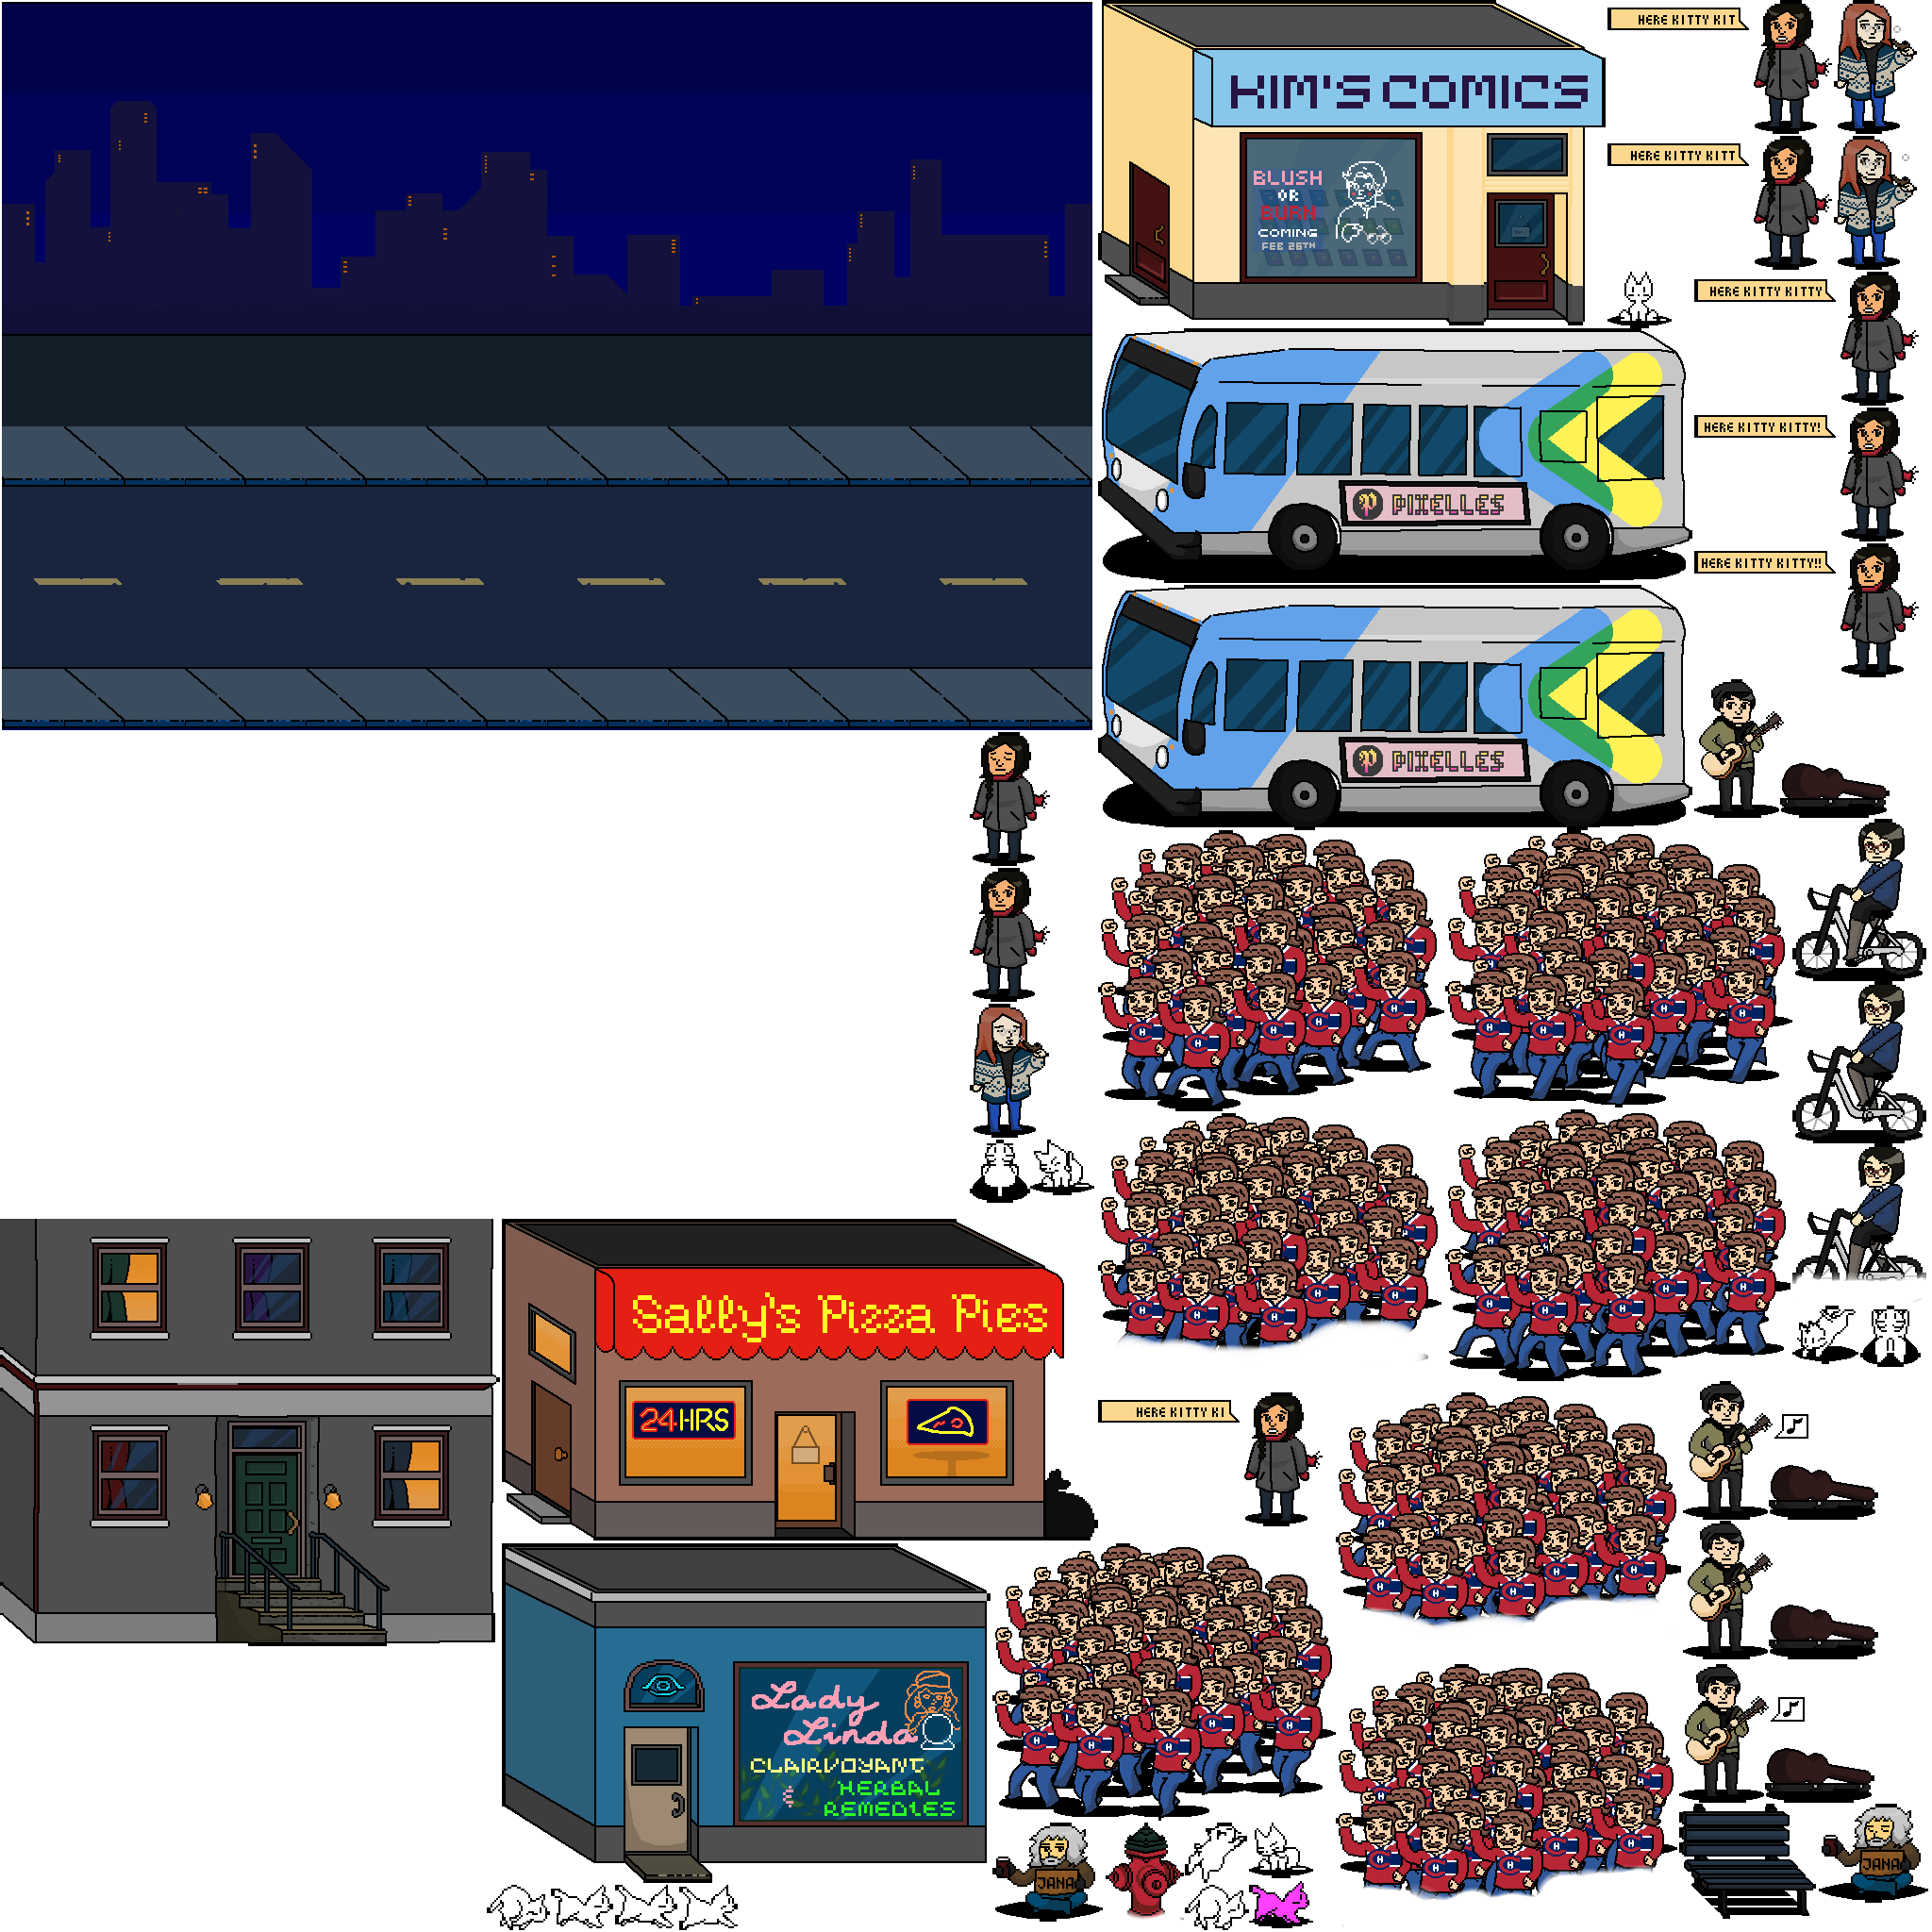 KIM'S COMICS
BLUSH
OR
BURN
COMING
FEB 26TH
HERE KITTY KIT
HERE KITTY KITT
HERE KITTY KITTY
HERE KITTY KITTY!
HERE KITTY KITTY!!
P PIXELLES
P PIXELLES
Sally's Pizza Pies
24HRS
HERE KITTY KI
Lady
Linda
CLAIRVOYANT
&
HERBAL
REMEDIES
JANA
JANA